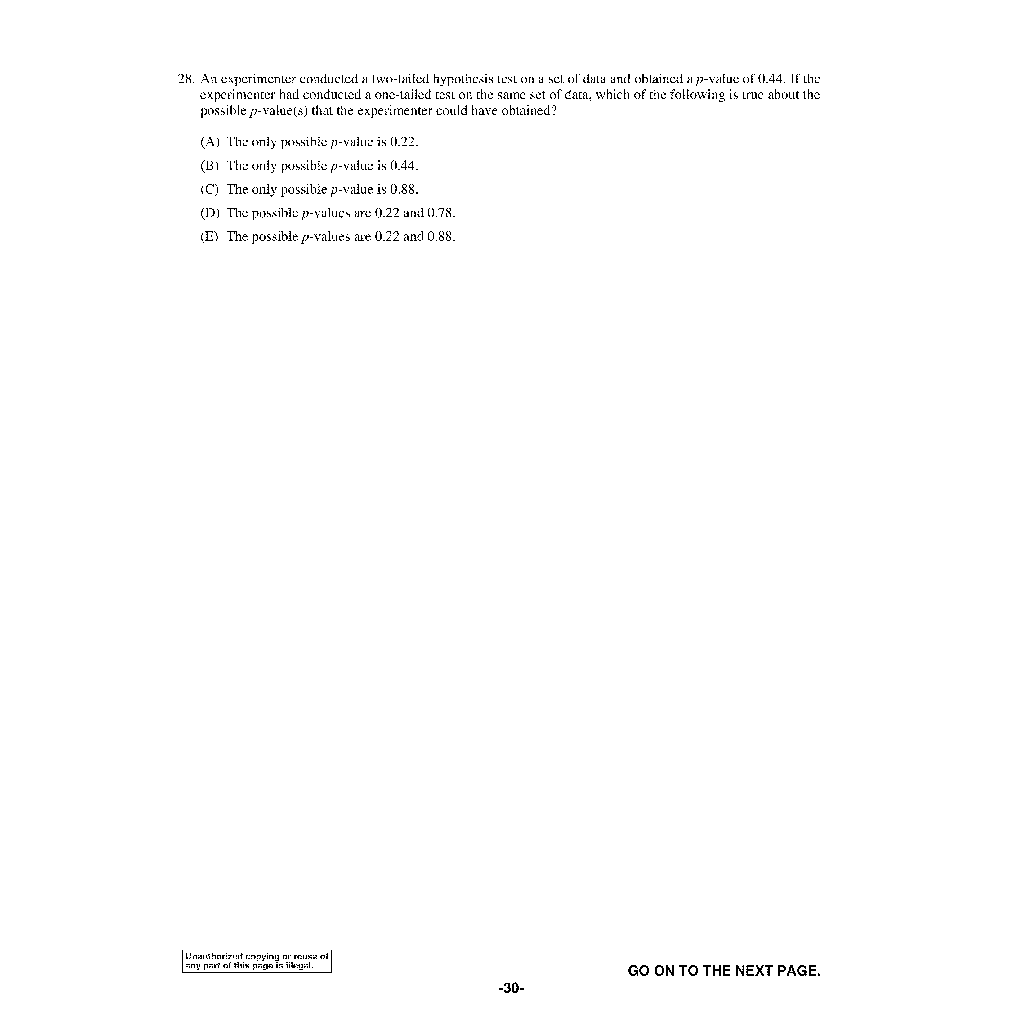 28. An experimenter conducted a two-tailed hypothesis test on a set of data and obtained a p-value of 0.44. If the
experimenter had conducted a one-tailed test on the same set of data, which of the following is true about the
possible p-value(s) that the experimenter could have obtained?
(A) The only possible p-value is 0.22.
(B) The only possible p-value is 0.44.
(C) The only possible p-value is 0.88.
(D) The possible p-values are 0.22 and 0.78.
(E) The possible p-values are 0.22 and 0.88.
Unauthorized copying or reuse of
any part of this page is illegal.
GO ON TO THE NEXT PAGE.
-30-